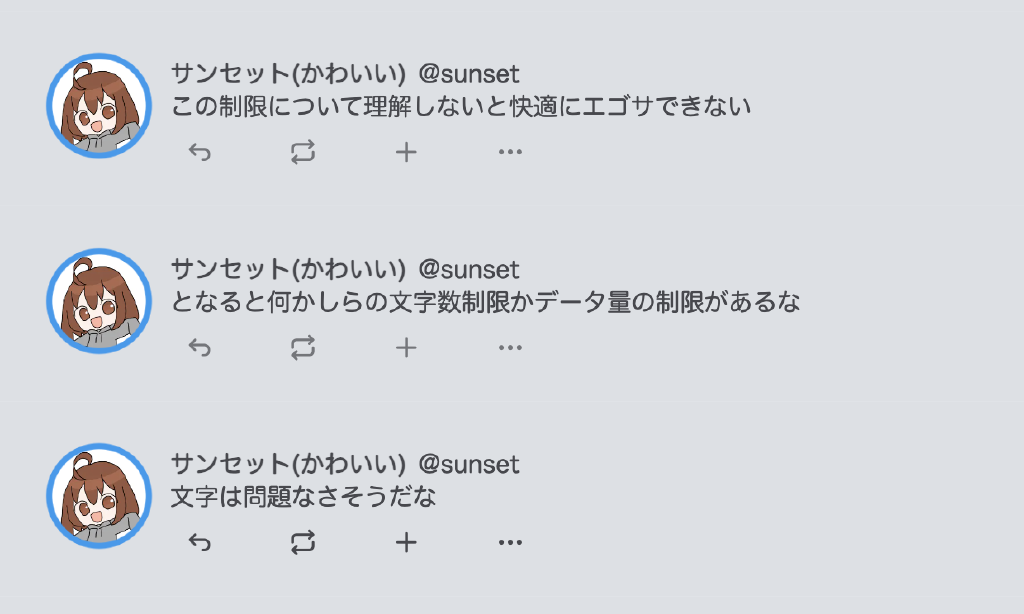 サンセット(かわいい) @sunset
この制限について理解しないと快適にエゴサできない
サンセット(かわいい) @sunset
となると何かしらの文字数制限かデータ量の制限があるな
サンセット(かわいい) @sunset
文字は問題なさそうだな